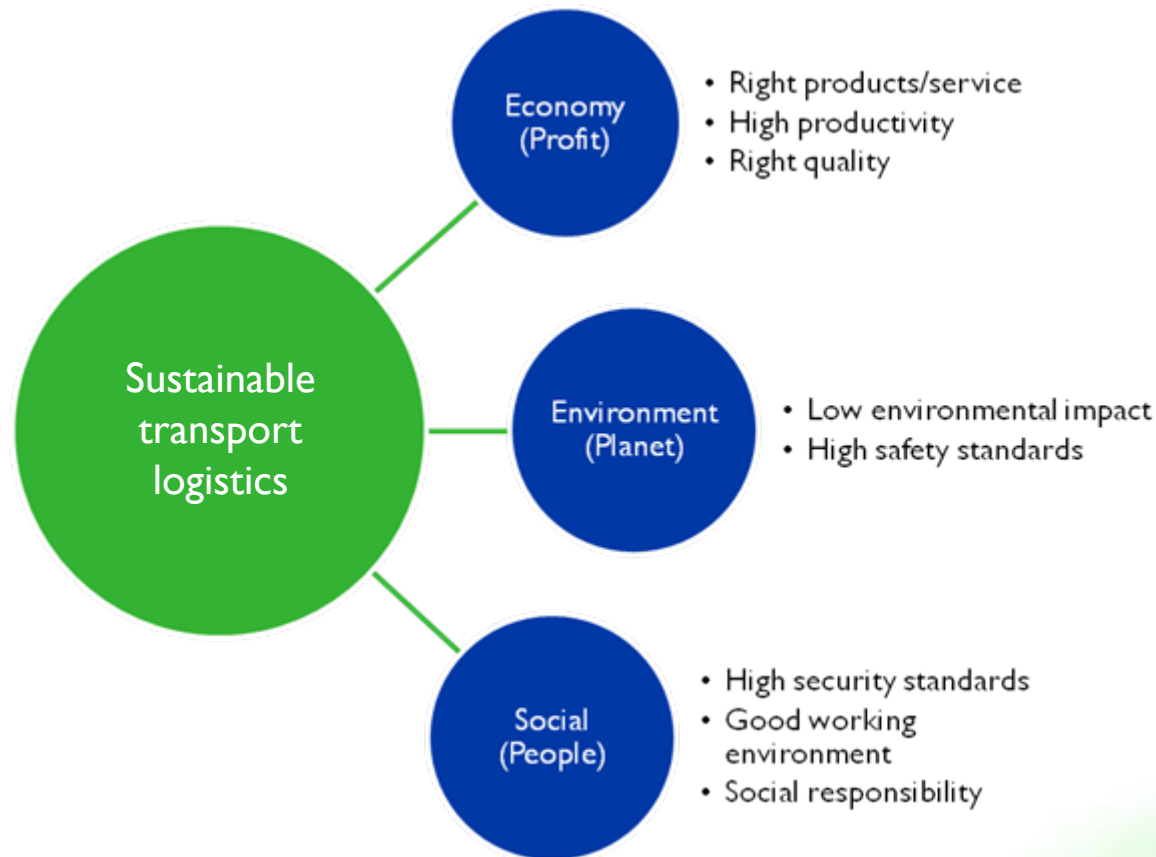 Economy
(Profit)
• Right products/service
• High productivity
• Right quality
Sustainable
transport
logistics
Environment
(Planet)
• Low environmental impact
• High safety standards
Social
(People)
• High security standards
• Good working
environment
• Social responsibility